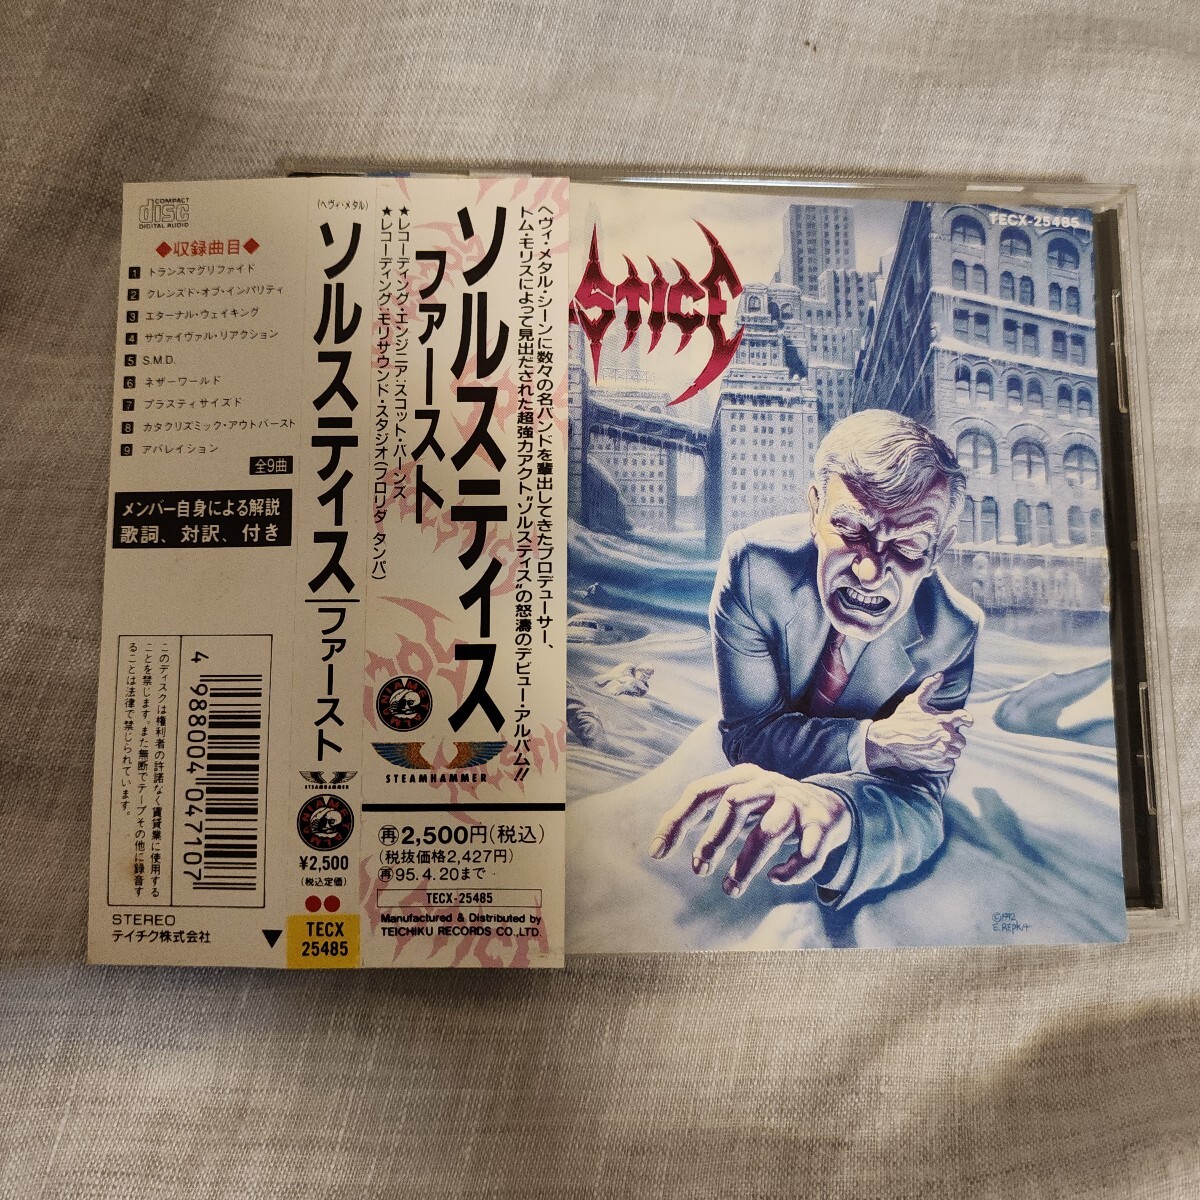 COMPACT
disc
DIGITAL AUDIO
◆収録曲目◆
1 トランスマグリファイド
2 クレンズド・オブ・インパリティ
3 エターナル・ウェイキング
4 サヴァイヴァル・リアクション
5 S.M.D.
6 ネザーワールド
7 プラスティサイズド
8 カタクリズミック・アウトバースト
9 アバレイション
全9曲
メンバー自身による解説
歌詞、対訳、付き
このディスクは権利者の許諾なく賃貸業に使用する
ことを禁じます。また無断でテープその他に録音す
ることは法律で禁じられています。
4 988004 047107
STEREO
テイチク株式会社
(ヘヴィ・メタル)
ソルスティス/ファースト
STEAMHAMMER
¥2,500
(税込定価)
TECX
25485
ヘヴィ・メタル・シーンに数々の名バンドを輩出してきたプロデューサー、
トム・モリスによって見出だされた超強力アクト"ソルスティス"の怒濤のデビュー・アルバム!!
ソルスティス
ファースト
★レコーディング・エンジニア:スコット・バーンズ
★レコーディング:モリサウンド・スタジオ(フロリダ タンパ)
STEAMHAMMER
再2,500円(税込)
(税抜価格2,427円)
再95.4.20まで
TECX-25485
Manufactured & Distributed by
TEICHIKU RECORDS CO.,LTD.
TECX-25485
STICE
©1992
E. REPKA